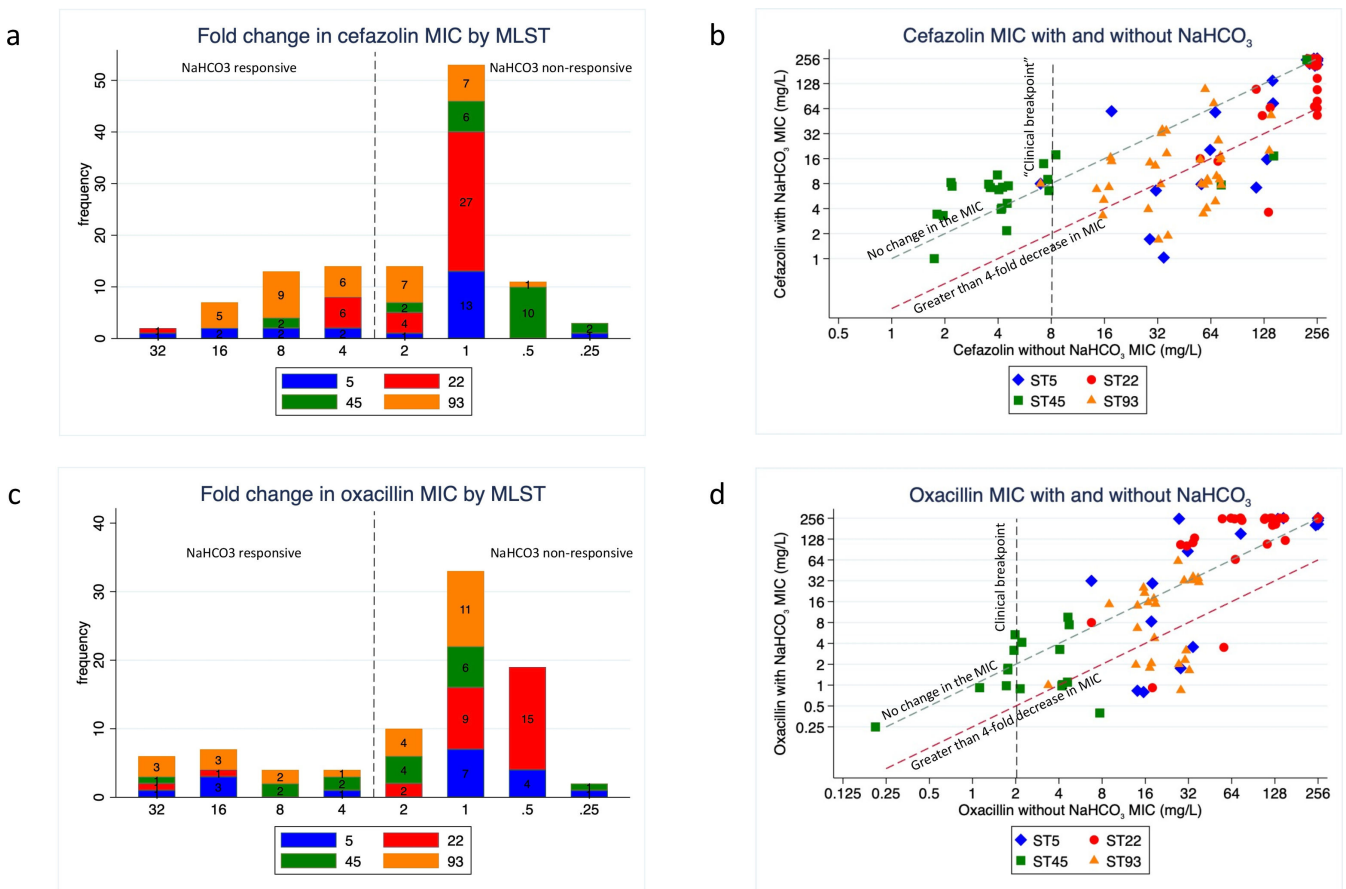 a
Fold change in cefazolin MIC by MLST
NaHCO3 responsive
NaHCO3 non-responsive
frequency
50
40
30
20
10
0
1
5
2
9
2
2
6
6
2
7
2
4
1
7
6
27
13
1
10
2
32 16 8 4 2 1 .5 .25
5 22
45 93
b
Cefazolin MIC with and without NaHCO₃
Cefazolin with NaHCO₃ MIC (mg/L)
256
128
64
32
16
8
4
2
1
"Clinical breakpoint"
No change in the MIC
Greater than 4-fold decrease in MIC
0.5 1 2 4 8 16 32 64 128 256
Cefazolin without NaHCO₃ MIC (mg/L)
ST5 ST22
ST45 ST93
c
Fold change in oxacillin MIC by MLST
NaHCO3 responsive
NaHCO3 non-responsive
frequency
40
30
20
10
0
3
1
3
1
3
2
2
1
2
1
4
4
2
11
6
9
7
15
4
1
32 16 8 4 2 1 .5 .25
5 22
45 93
d
Oxacillin MIC with and without NaHCO₃
Oxacillin with NaHCO₃ MIC (mg/L)
256
128
64
32
16
8
4
2
1
0.5
0.25
Clinical breakpoint
No change in the MIC
Greater than 4-fold decrease in MIC
0.125 0.25 0.5 1 2 4 8 16 32 64 128 256
Oxacillin without NaHCO₃ MIC (mg/L)
ST5 ST22
ST45 ST93